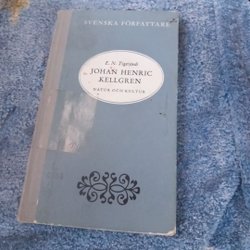 SVENSKA FÖRFATTARE
E. N. Tigerstedt
JOHAN HENRIC
KELLGREN
NATUR OCH KULTUR